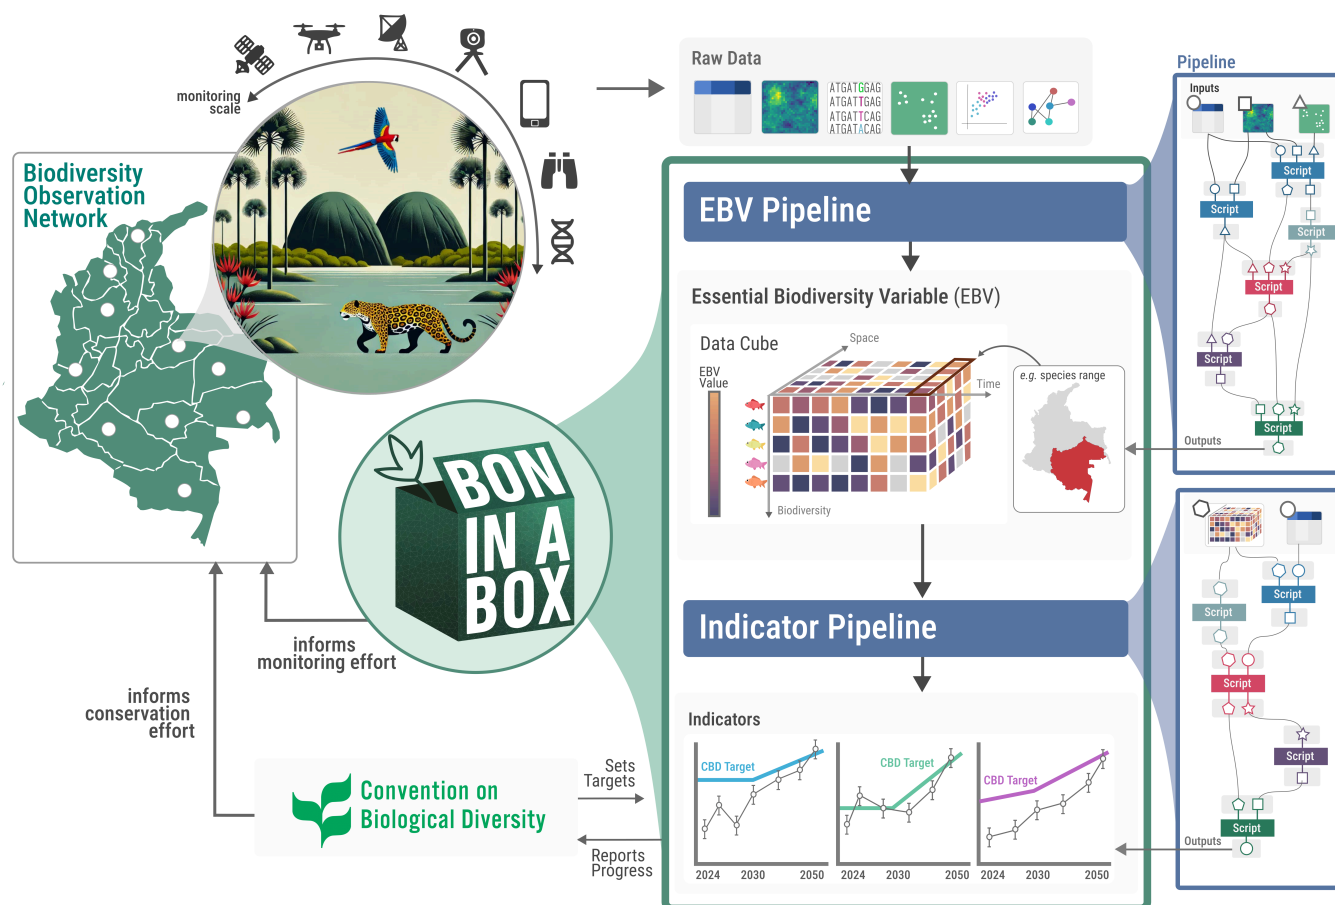 monitoring
scale
Biodiversity
Observation
Network
Raw Data
ATGATGGAG
ATGATTGAG
ATGATTCAG
ATGATACAG
EBV Pipeline
Essential Biodiversity Variable (EBV)
Data Cube
Space
EBV
Value
Time
Biodiversity
e.g. species range
BON
IN A
BOX
informs
monitoring effort
informs
conservation
effort
Convention on
Biological Diversity
Sets
Targets
Reports
Progress
Indicator Pipeline
Indicators
CBD Target
2024
2030
2050
CBD Target
2024
2030
2050
CBD Target
2024
2030
2050
Pipeline
Inputs
Script
Script
Script
Script
Script
Script
Outputs
Script
Script
Script
Script
Script
Outputs